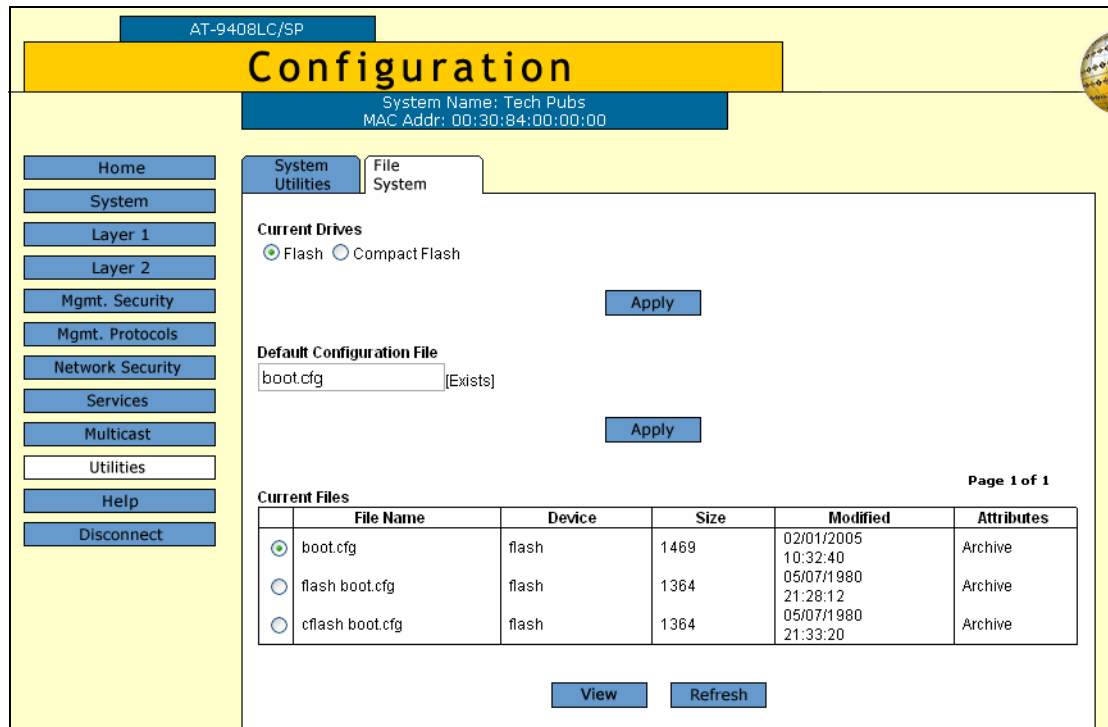 AT-9408LC/SP
Configuration
System Name: Tech Pubs
MAC Addr: 00:30:84:00:00:00
Home
System
Layer 1
Layer 2
Mgmt. Security
Mgmt. Protocols
Network Security
Services
Multicast
Utilities
Help
Disconnect
System
Utilities
File
System
Current Drives
Flash Compact Flash
Apply
Default Configuration File
boot.cfg [Exists]
Apply
Page 1 of 1
Current Files
File Name Device Size Modified Attributes
boot.cfg flash 1469 02/01/2005 10:32:40 Archive
flash boot.cfg flash 1364 05/07/1980 21:28:12 Archive
cflash boot.cfg flash 1364 05/07/1980 21:33:20 Archive
View Refresh